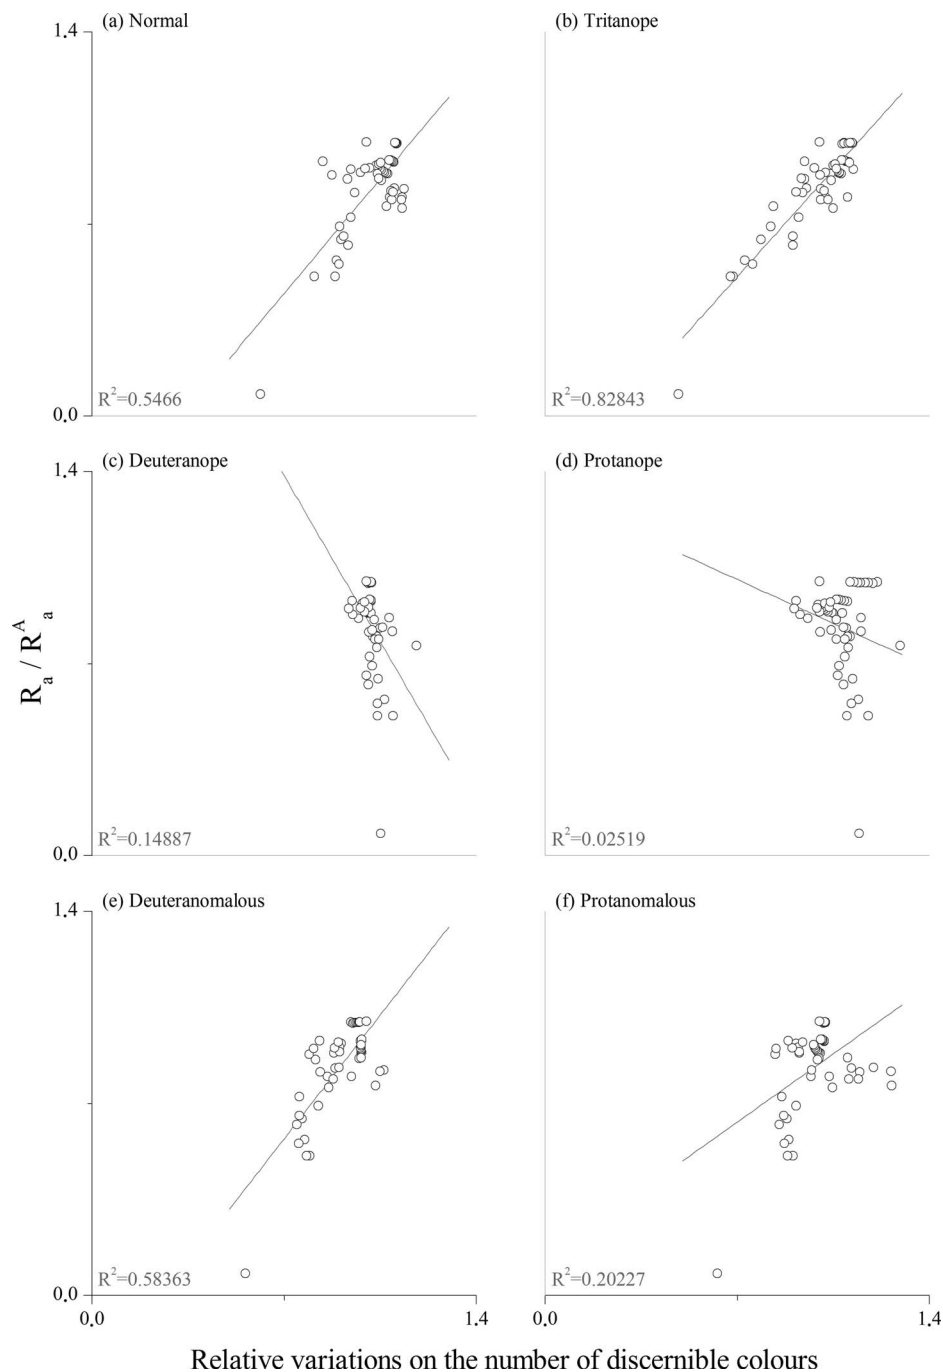 (a) Normal
(b) Tritanope
1.4
R²=0.5466
R²=0.82843
0.0
(c) Deuteranope
(d) Protanope
1.4
R_a / R^A_a
R²=0.14887
R²=0.02519
0.0
(e) Deuteranomalous
(f) Protanomalous
1.4
R²=0.58363
R²=0.20227
0.0
0.0
1.4
0.0
1.4
Relative variations on the number of discernible colours